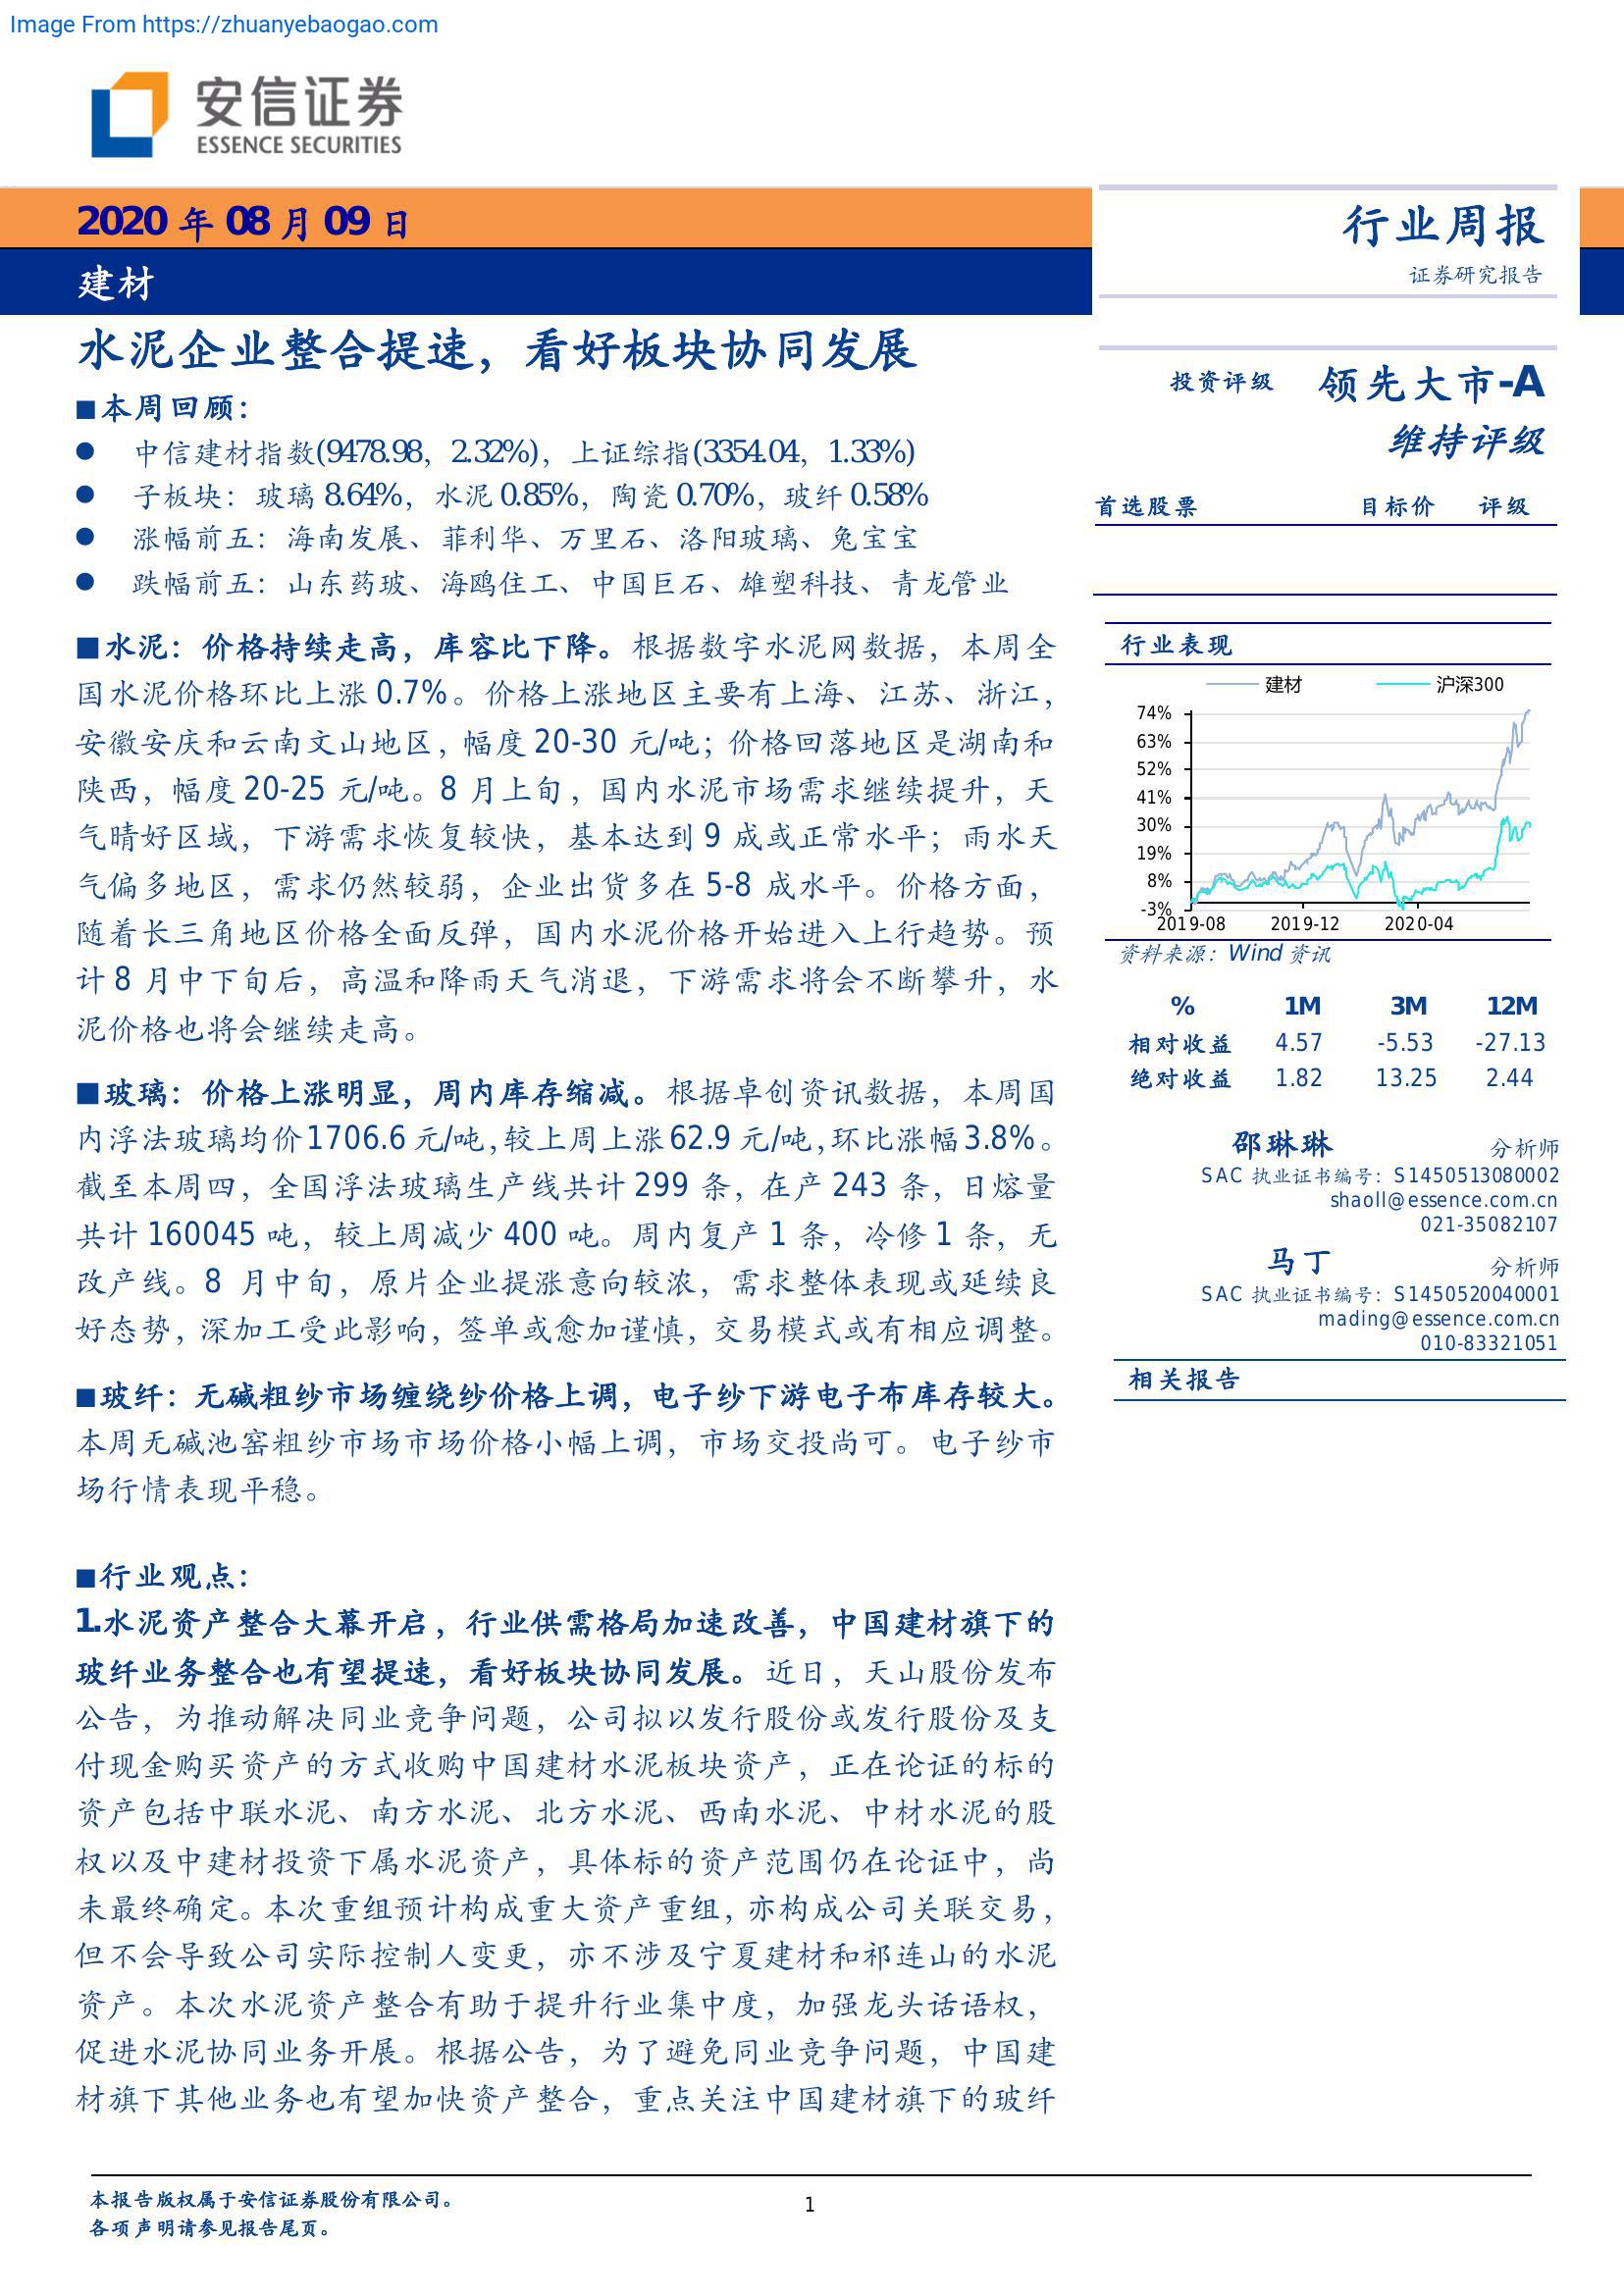 Image From https://zhuanyebaogao.com
安信证券
ESSENCE SECURITIES
2020 年 08 月 09 日
建材
行业周报
证券研究报告
水泥企业整合提速，看好板块协同发展
■本周回顾：
● 中信建材指数(9478.98，2.32%)，上证综指(3354.04，1.33%)
● 子板块：玻璃 8.64%，水泥 0.85%，陶瓷 0.70%，玻纤 0.58%
● 涨幅前五：海南发展、菲利华、万里石、洛阳玻璃、兔宝宝
● 跌幅前五：山东药玻、海鸥住工、中国巨石、雄塑科技、青龙管业
■水泥：价格持续走高，库容比下降。根据数字水泥网数据，本周全
国水泥价格环比上涨 0.7%。价格上涨地区主要有上海、江苏、浙江，
安徽安庆和云南文山地区，幅度 20-30 元/吨；价格回落地区是湖南和
陕西，幅度 20-25 元/吨。8 月上旬，国内水泥市场需求继续提升，天
气晴好区域，下游需求恢复较快，基本达到 9 成或正常水平；雨水天
气偏多地区，需求仍然较弱，企业出货多在 5-8 成水平。价格方面，
随着长三角地区价格全面反弹，国内水泥价格开始进入上行趋势。预
计 8 月中下旬后，高温和降雨天气消退，下游需求将会不断攀升，水
泥价格也将会继续走高。
■玻璃：价格上涨明显，周内库存缩减。根据卓创资讯数据，本周国
内浮法玻璃均价1706.6 元/吨,较上周上涨62.9 元/吨,环比涨幅3.8%。
截至本周四，全国浮法玻璃生产线共计 299 条，在产 243 条，日熔量
共计 160045 吨，较上周减少 400 吨。周内复产 1 条，冷修 1 条，无
改产线。8 月中旬，原片企业提涨意向较浓，需求整体表现或延续良
好态势，深加工受此影响，签单或愈加谨慎，交易模式或有相应调整。
■玻纤：无碱粗纱市场缠绕纱价格上调，电子纱下游电子布库存较大。
本周无碱池窑粗纱市场市场价格小幅上调，市场交投尚可。电子纱市
场行情表现平稳。
■行业观点：
1.水泥资产整合大幕开启，行业供需格局加速改善，中国建材旗下的
玻纤业务整合也有望提速，看好板块协同发展。近日，天山股份发布
公告，为推动解决同业竞争问题，公司拟以发行股份或发行股份及支
付现金购买资产的方式收购中国建材水泥板块资产，正在论证的标的
资产包括中联水泥、南方水泥、北方水泥、西南水泥、中材水泥的股
权以及中建材投资下属水泥资产，具体标的资产范围仍在论证中，尚
未最终确定。本次重组预计构成重大资产重组，亦构成公司关联交易，
但不会导致公司实际控制人变更，亦不涉及宁夏建材和祁连山的水泥
资产。本次水泥资产整合有助于提升行业集中度，加强龙头话语权，
促进水泥协同业务开展。根据公告，为了避免同业竞争问题，中国建
材旗下其他业务也有望加快资产整合，重点关注中国建材旗下的玻纤
投资评级 领先大市-A
维持评级
首选股票 目标价 评级
行业表现
建材 沪深300
74%
63%
52%
41%
30%
19%
8%
-3%
2019-08 2019-12 2020-04
资料来源：Wind 资讯
% 1M 3M 12M
相对收益 4.57 -5.53 -27.13
绝对收益 1.82 13.25 2.44
邵琳琳 分析师
SAC 执业证书编号：S1450513080002
shaoll@essence.com.cn
021-35082107
马丁 分析师
SAC 执业证书编号：S1450520040001
mading@essence.com.cn
010-83321051
相关报告
本报告版权属于安信证券股份有限公司。
各项声明请参见报告尾页。
1